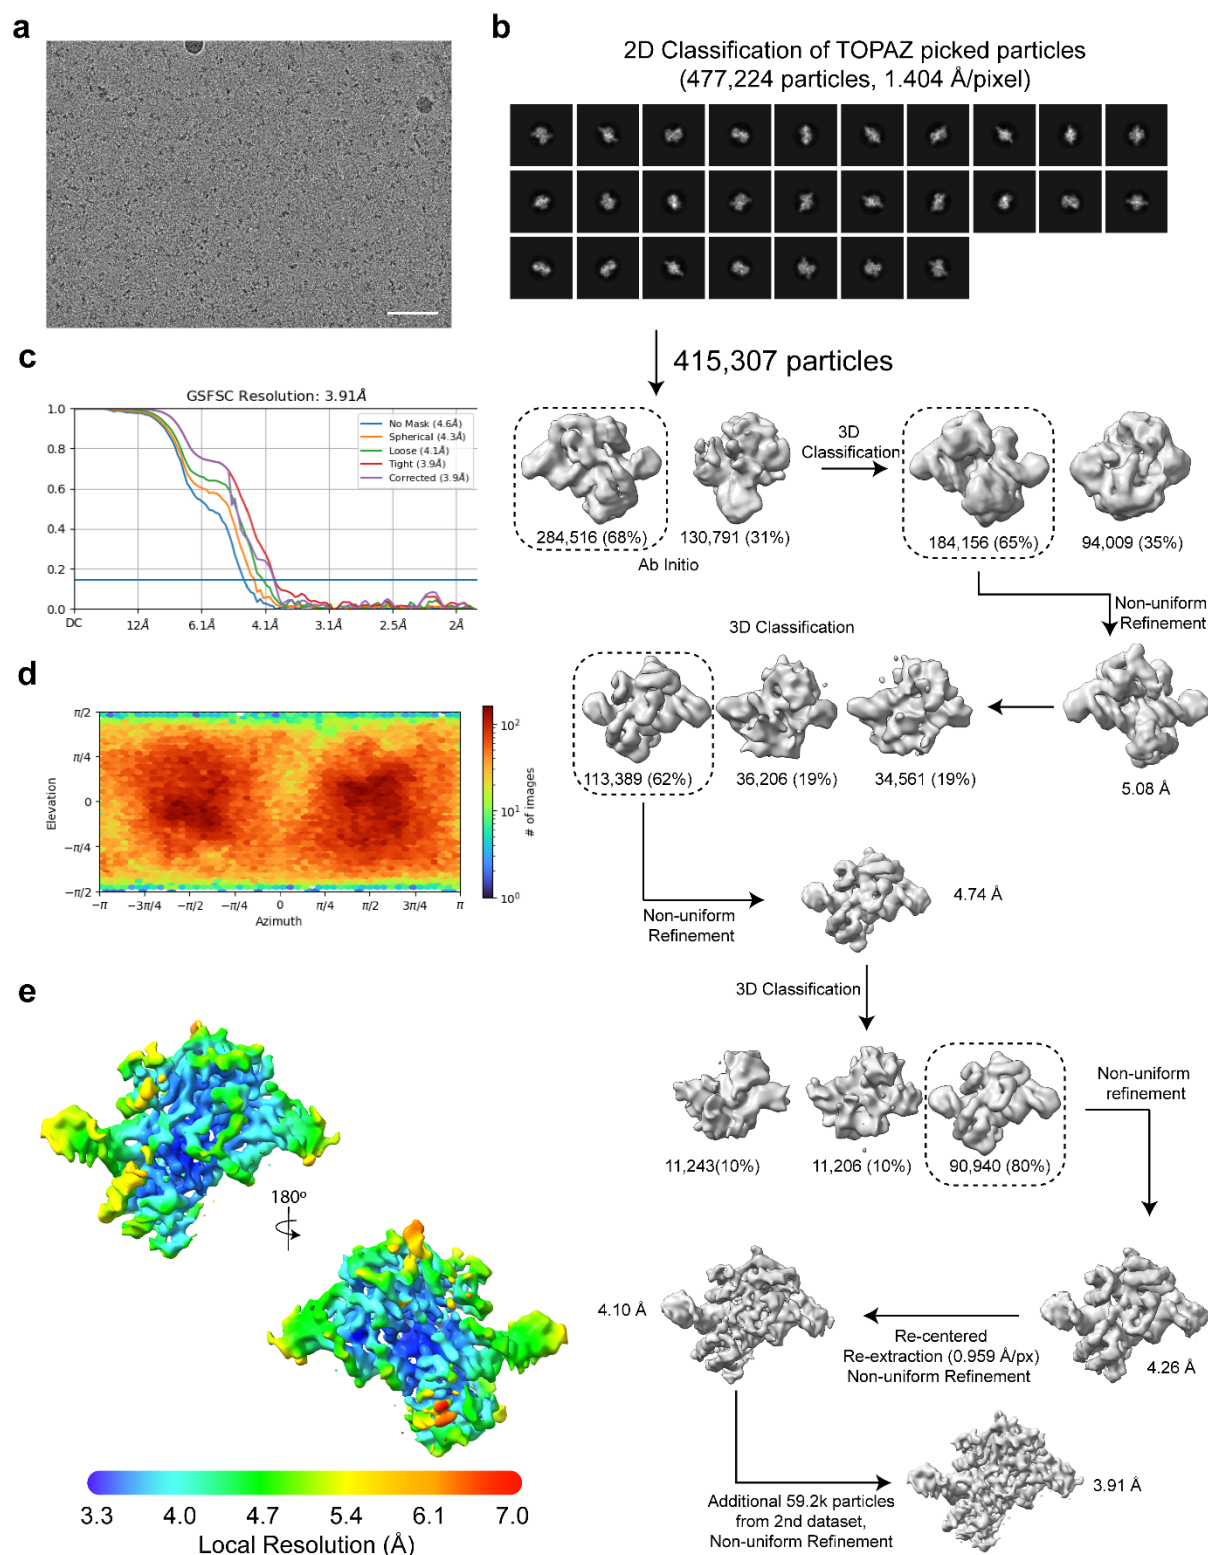 a
b
2D Classification of TOPAZ picked particles
(477,224 particles, 1.404 Å/pixel)
415,307 particles
284,516 (68%)
130,791 (31%)
Ab Initio
3D
Classification
184,156 (65%)
94,009 (35%)
Non-uniform
Refinement
5.08 Å
3D Classification
113,389 (62%)
36,206 (19%)
34,561 (19%)
Non-uniform
Refinement
4.74 Å
3D Classification
11,243(10%)
11,206 (10%)
90,940 (80%)
Non-uniform
refinement
4.26 Å
Re-centered
Re-extraction (0.959 Å/px)
Non-uniform Refinement
4.10 Å
Additional 59.2k particles
from 2nd dataset,
Non-uniform Refinement
3.91 Å
c
GSFSC Resolution: 3.91Å
No Mask (4.6Å)
Spherical (4.3Å)
Loose (4.1Å)
Tight (3.9Å)
Corrected (3.9Å)
1.0
0.8
0.6
0.4
0.2
0.0
DC 12Å 6.1Å 4.1Å 3.1Å 2.5Å 2Å
d
π/2
π/4
0
−π/4
−π/2
Elevation
−π −3π/4 −π/2 −π/4 0 π/4 π/2 3π/4 π
Azimuth
10²
10¹
10⁰
# of images
e
180º
3.3 4.0 4.7 5.4 6.1 7.0
Local Resolution (Å)